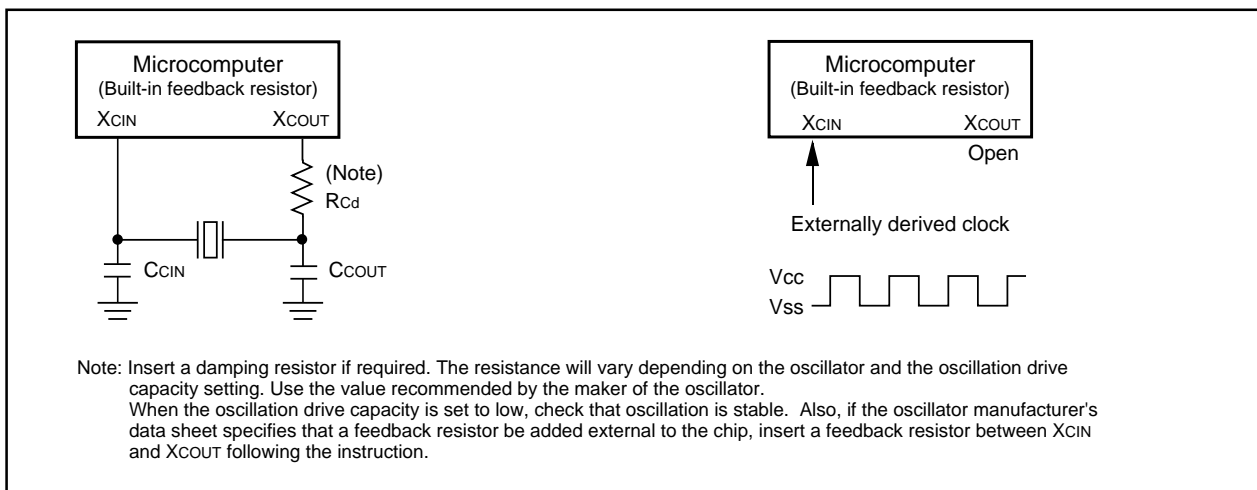 Microcomputer
(Built-in feedback resistor)
XCIN XCOUT
(Note)
RCd
CCIN
CCOUT
Microcomputer
(Built-in feedback resistor)
XCIN XCOUT
Open
Externally derived clock
Vcc
Vss
Note: Insert a damping resistor if required. The resistance will vary depending on the oscillator and the oscillation drive
capacity setting. Use the value recommended by the maker of the oscillator.
When the oscillation drive capacity is set to low, check that oscillation is stable. Also, if the oscillator manufacturer's
data sheet specifies that a feedback resistor be added external to the chip, insert a feedback resistor between XCIN
and XCOUT following the instruction.